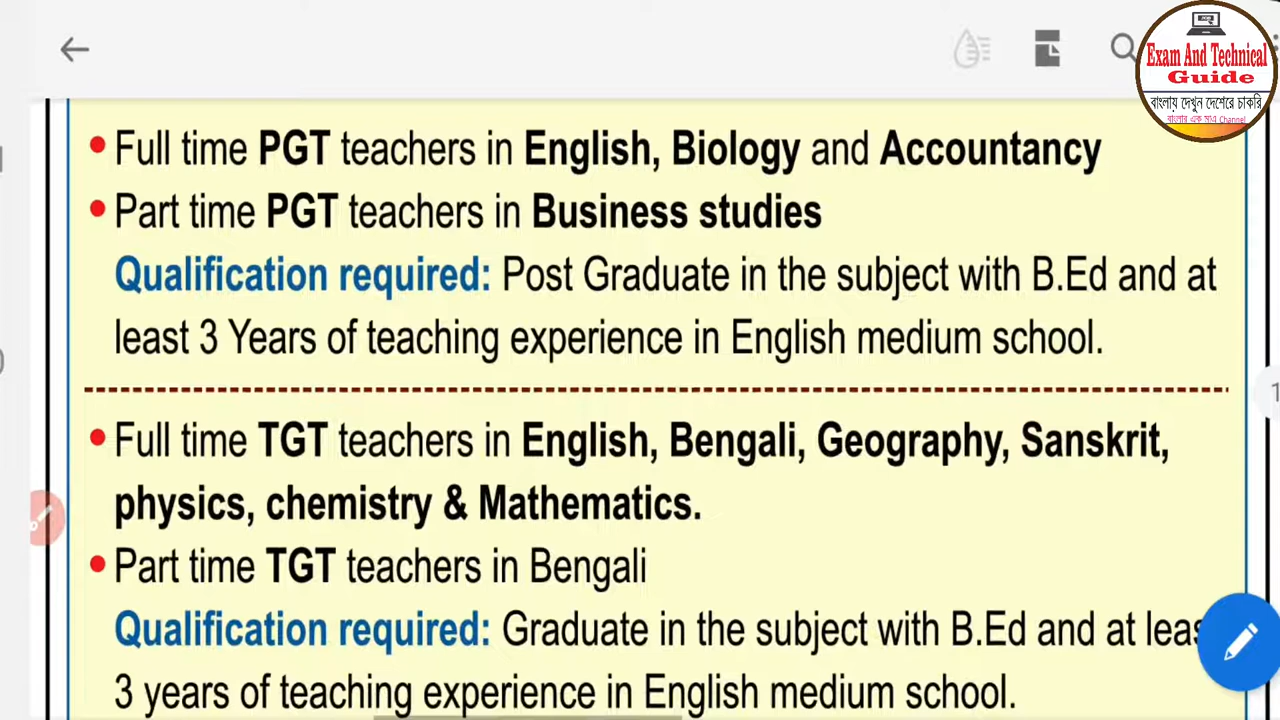 Exam And Technical
Guide
বাংলায় দেখুন দেশেরে চাকরি
বাংলার এক মাএ Channel
• Full time PGT teachers in English, Biology and Accountancy
• Part time PGT teachers in Business studies
Qualification required: Post Graduate in the subject with B.Ed and at
least 3 Years of teaching experience in English medium school.
• Full time TGT teachers in English, Bengali, Geography, Sanskrit,
physics, chemistry & Mathematics.
• Part time TGT teachers in Bengali
Qualification required: Graduate in the subject with B.Ed and at leas
3 years of teaching experience in English medium school.